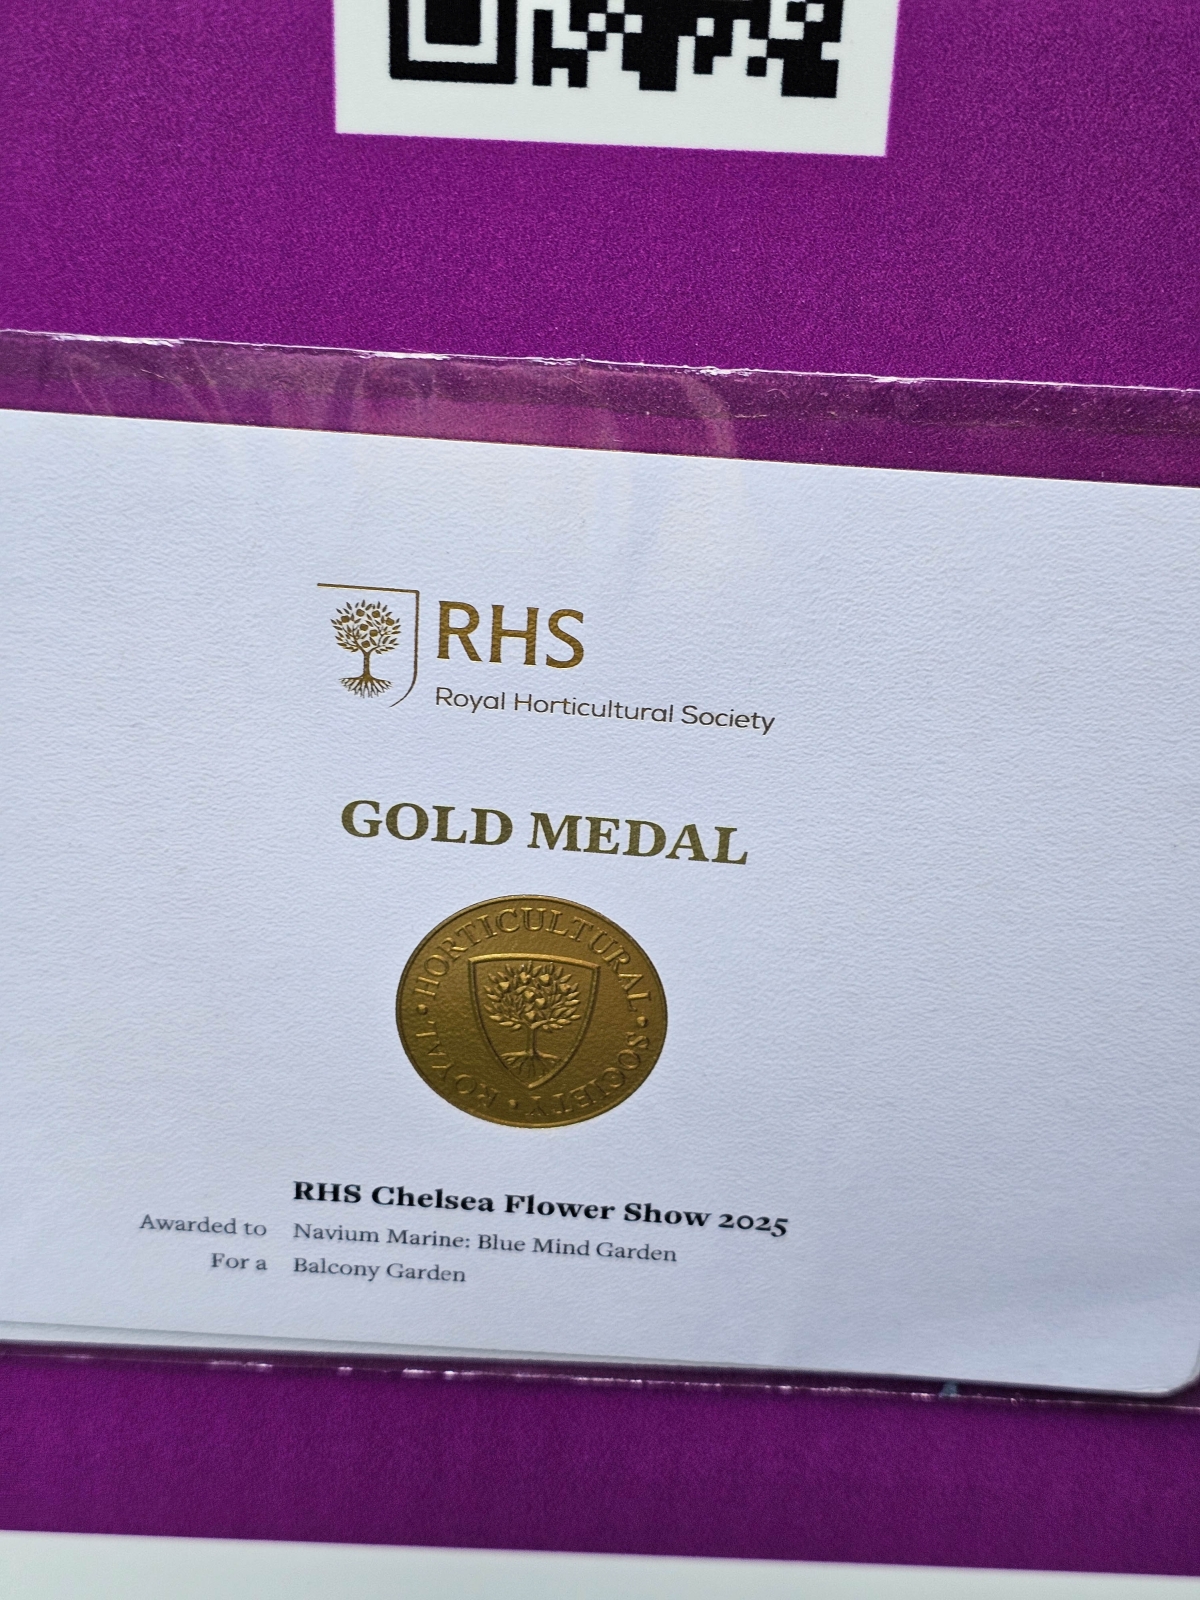 RHS
Royal Horticultural Society
GOLD MEDAL
ROYAL • HORTICULTURAL • SOCIETY •
RHS Chelsea Flower Show 2025
Awarded to Navium Marine: Blue Mind Garden
For a Balcony Garden